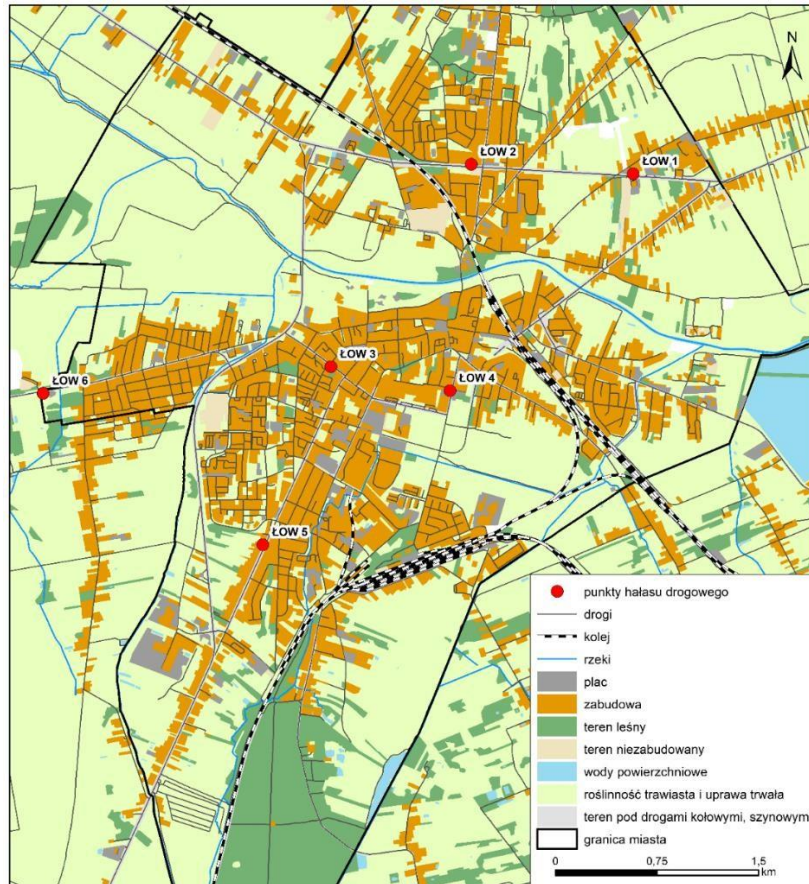 N
ŁOW 2
ŁOW 1
ŁOW 3
ŁOW 6
ŁOW 4
ŁOW 5
punkty hałasu drogowego
drogi
kolej
rzeki
plac
zabudowa
teren leśny
teren niezabudowany
wody powierzchniowe
roślinność trawiasta i uprawa trwała
teren pod drogami kołowymi, szynowymi
granica miasta
0 0,75 1,5
km